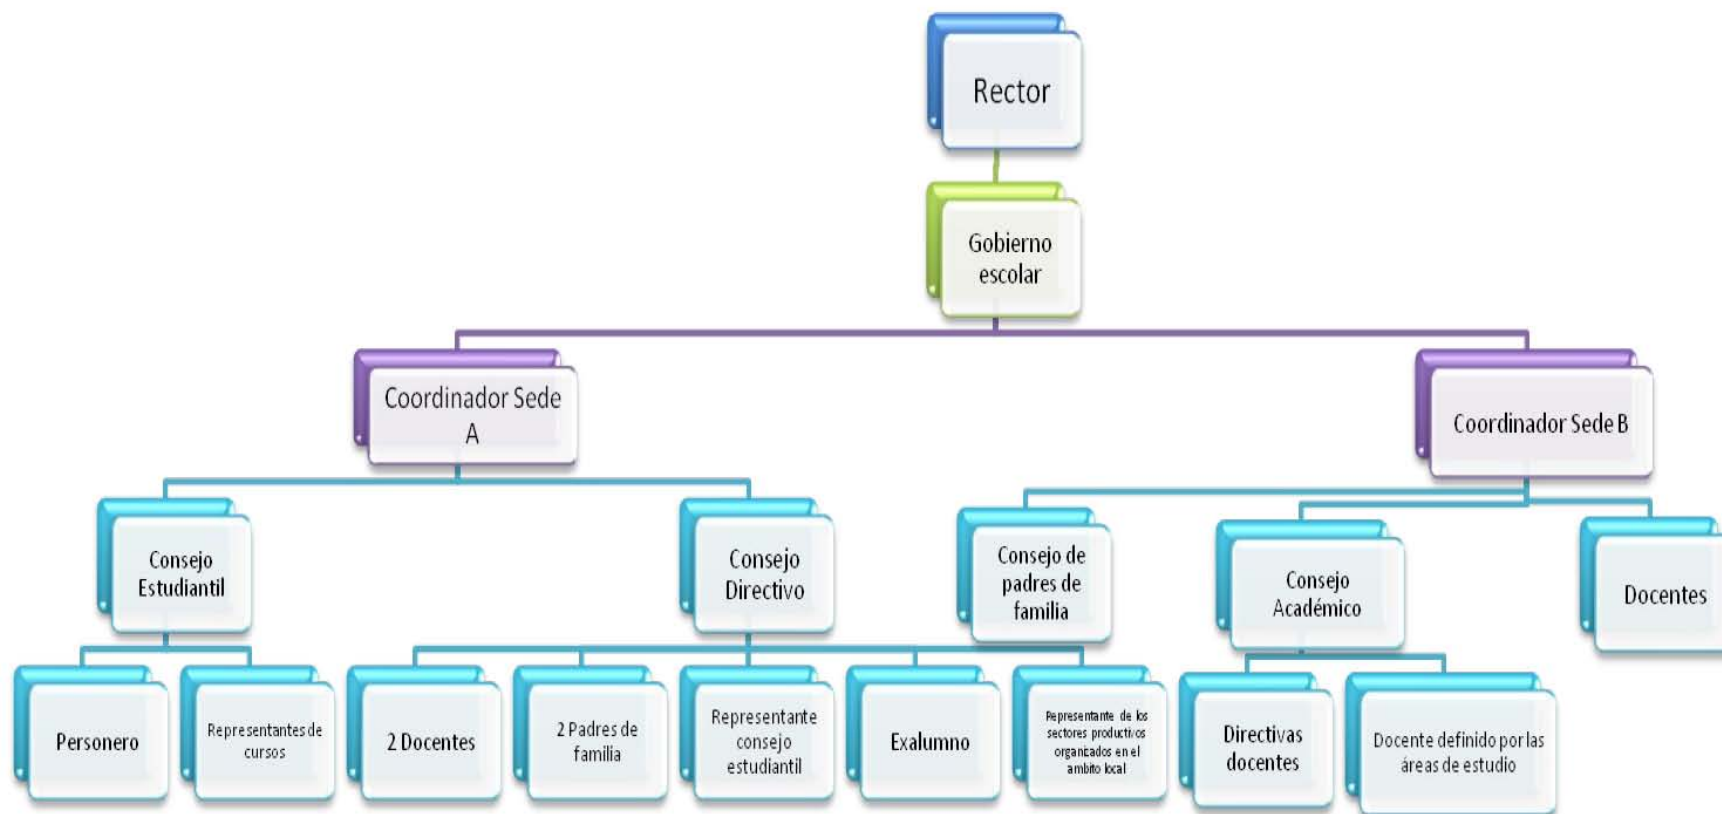 Rector
Gobierno
escolar
Coordinador Sede
A
Coordinador Sede B
Consejo
Estudiantil
Consejo
Directivo
Consejo de
padres de
familia
Consejo
Académico
Docentes
Personero
Representantes de
cursos
2 Docentes
2 Padres de
familia
Representante
consejo
estudiantil
Exalumno
Representante de los
sectores productivos
organizados en el
ambito local
Directivas
docentes
Docente definido por las
áreas de estudio